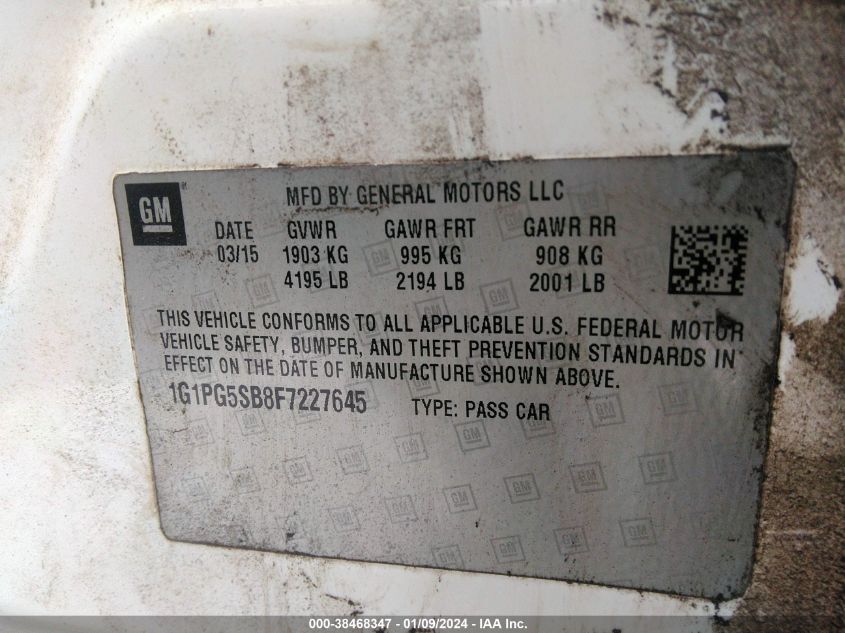 GM
MFD BY GENERAL MOTORS LLC
DATE GVWR GAWR FRT GAWR RR
03/15 1903 KG 995 KG 908 KG
4195 LB 2194 LB 2001 LB
THIS VEHICLE CONFORMS TO ALL APPLICABLE U.S. FEDERAL MOTOR
VEHICLE SAFETY, BUMPER, AND THEFT PREVENTION STANDARDS IN
EFFECT ON THE DATE OF MANUFACTURE SHOWN ABOVE.
1G1PG5SB8F7227645 TYPE: PASS CAR
000-38468347 - 01/09/2024 - IAA Inc.